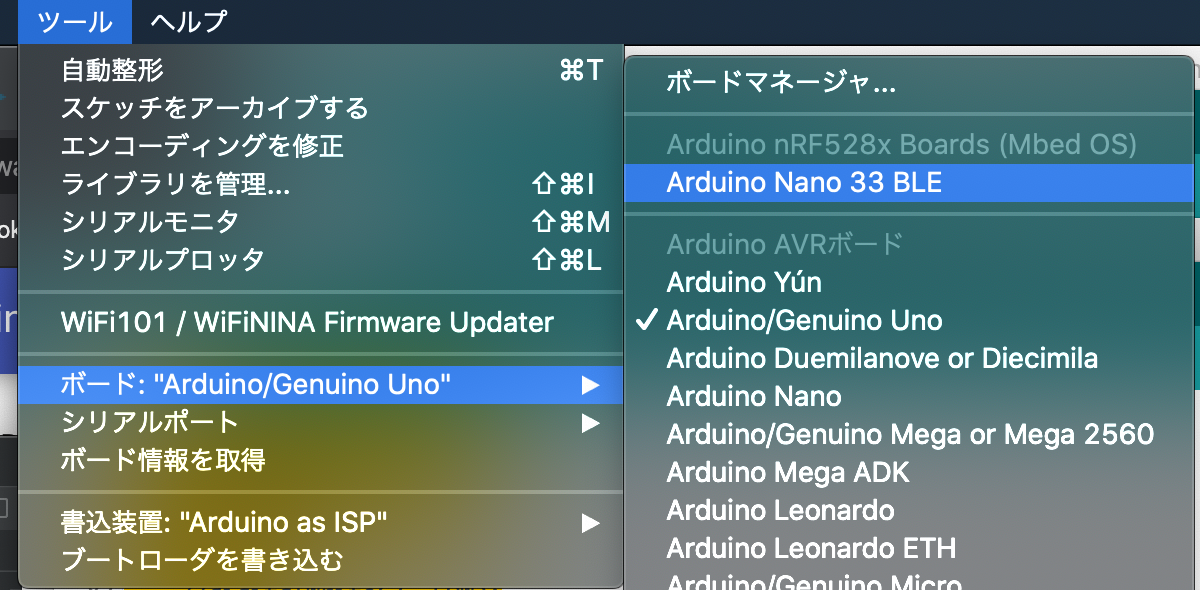 ツール ヘルプ
自動整形 ⌘T
スケッチをアーカイブする
エンコーディングを修正
ライブラリを管理... ⇧⌘I
シリアルモニタ ⇧⌘M
シリアルプロッタ ⇧⌘L
WiFi101 / WiFiNINA Firmware Updater
ボード: "Arduino/Genuino Uno" ▶
シリアルポート ▶
ボード情報を取得
書込装置: "Arduino as ISP" ▶
ブートローダを書き込む
ボードマネージャ...
Arduino nRF528x Boards (Mbed OS)
Arduino Nano 33 BLE
Arduino AVRボード
Arduino Yún
✓ Arduino/Genuino Uno
Arduino Duemilanove or Diecimila
Arduino Nano
Arduino/Genuino Mega or Mega 2560
Arduino Mega ADK
Arduino Leonardo
Arduino Leonardo ETH
Arduino/Genuino Micro